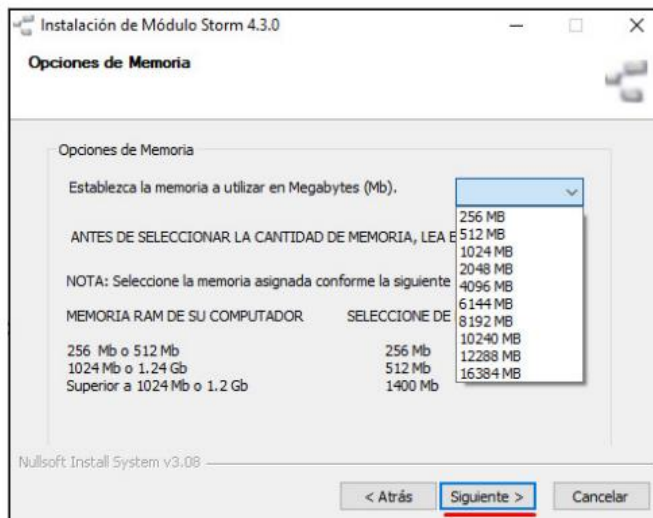 Instalación de Módulo Storm 4.3.0
Opciones de Memoria
Opciones de Memoria
Establezca la memoria a utilizar en Megabytes (Mb).
256 MB
512 MB
1024 MB
2048 MB
4096 MB
6144 MB
8192 MB
10240 MB
12288 MB
16384 MB
ANTES DE SELECCIONAR LA CANTIDAD DE MEMORIA, LEA
NOTA: Seleccione la memoria asignada conforme la siguiente
MEMORIA RAM DE SU COMPUTADOR SELECCIONE DE
256 Mb o 512 Mb 256 Mb
1024 Mb o 1.24 Gb 512 Mb
Superior a 1024 Mb o 1.2 Gb 1400 Mb
Nullsoft Install System v3.08
< Atrás Siguiente > Cancelar